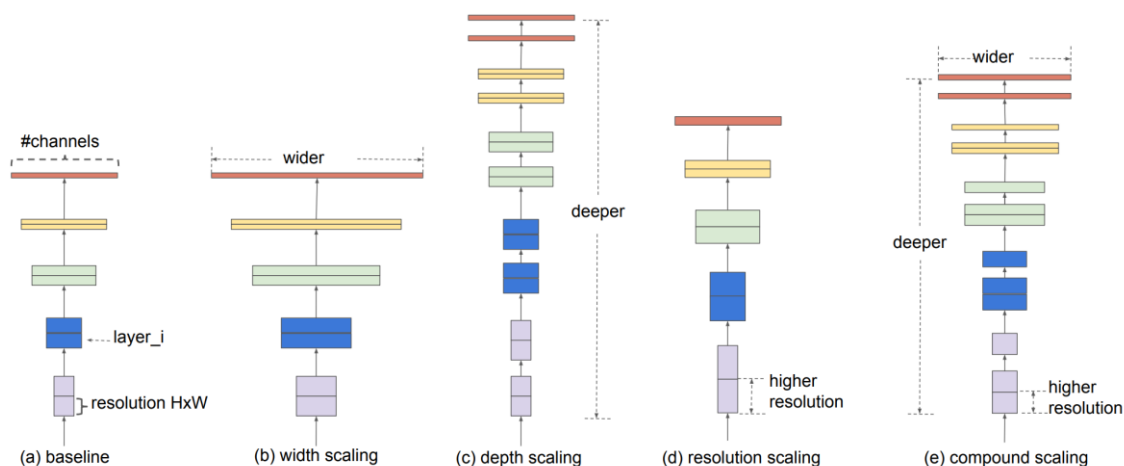 #channels
layer_i
resolution HxW
(a) baseline
wider
(b) width scaling
deeper
(c) depth scaling
higher
resolution
(d) resolution scaling
wider
deeper
higher
resolution
(e) compound scaling